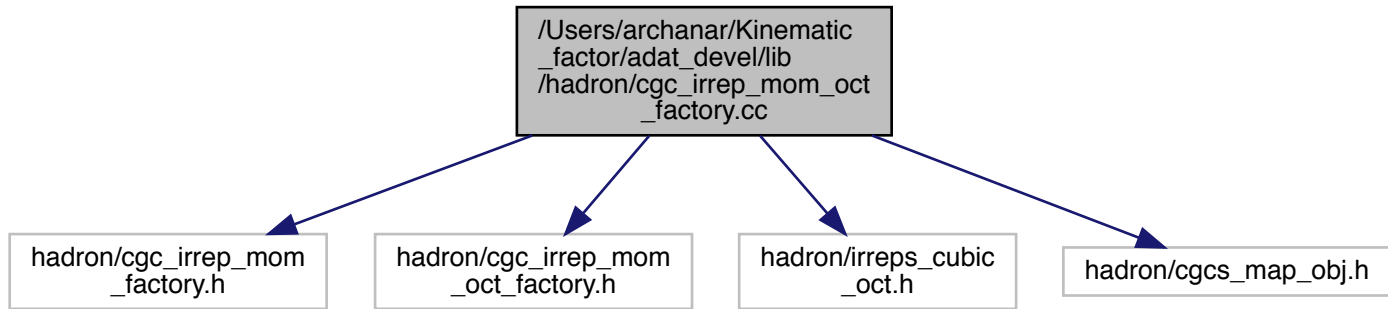 /Users/archanar/Kinematic
_factor/adat_devel/lib
/hadron/cgc_irrep_mom_oct
_factory.cc
hadron/cgc_irrep_mom
_factory.h
hadron/cgc_irrep_mom
_oct_factory.h
hadron/irreps_cubic
_oct.h
hadron/cgcs_map_obj.h